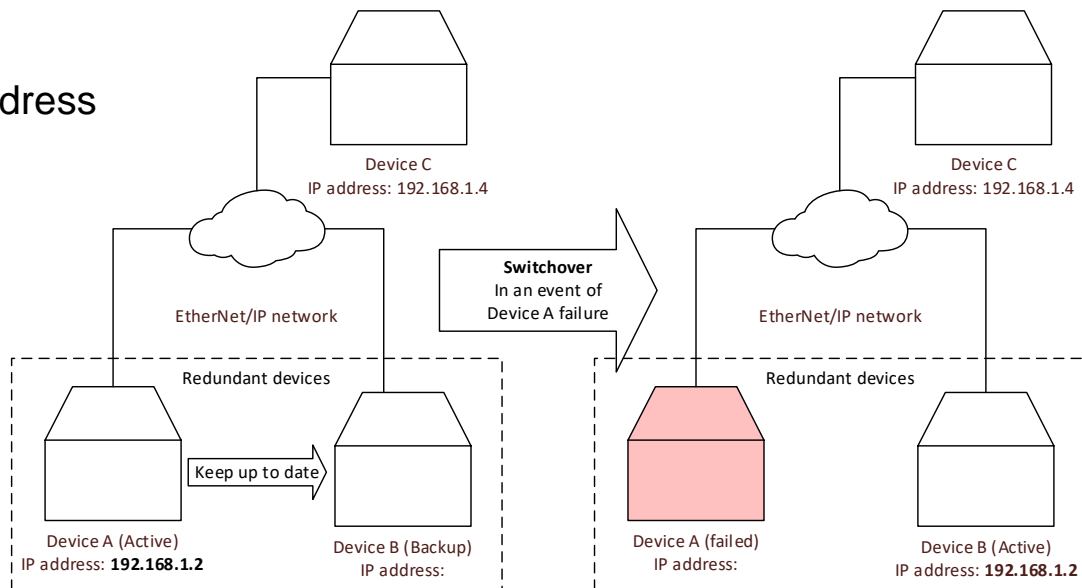 dress
Device C
IP address: 192.168.1.4
EtherNet/IP network
Redundant devices
Keep up to date
Device A (Active)
IP address: 192.168.1.2
Device B (Backup)
IP address:
Switchover
In an event of
Device A failure
Device C
IP address: 192.168.1.4
EtherNet/IP network
Redundant devices
Device A (failed)
IP address:
Device B (Active)
IP address: 192.168.1.2